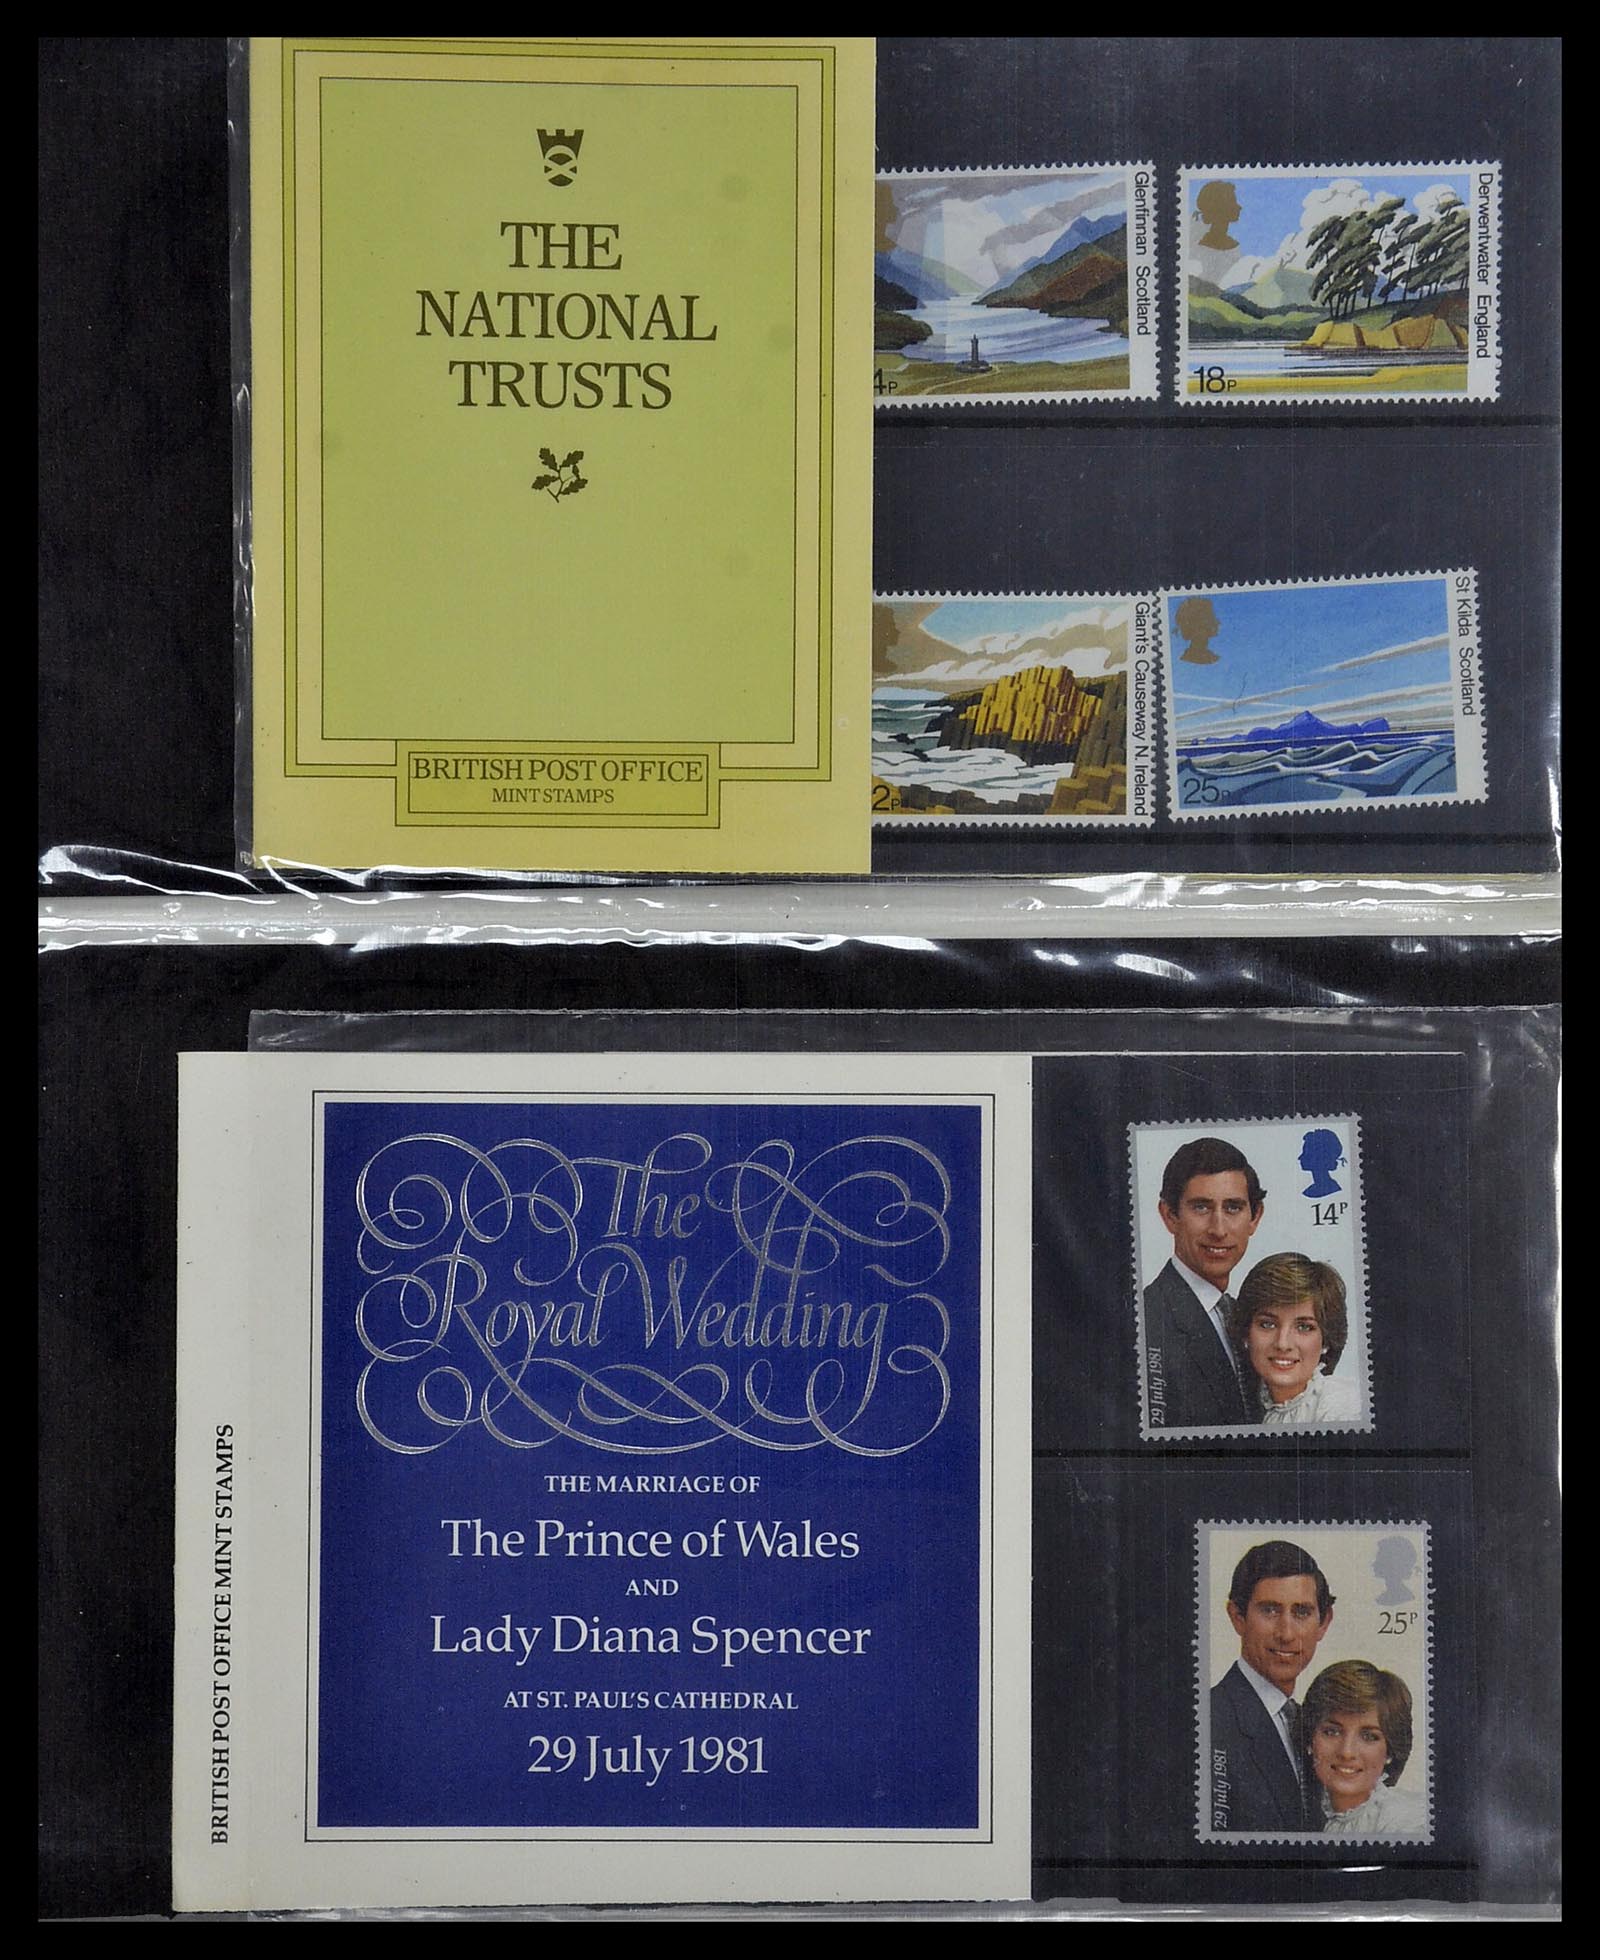 THE
NATIONAL
TRUSTS
BRITISH POST OFFICE
MINT STAMPS
Glenfinnan Scotland
4P
Derwentwater England
18P
Giant's Causeway N. Ireland
2P
St Kilda Scotland
25P
BRITISH POST OFFICE MINT STAMPS
The
Royal Wedding
THE MARRIAGE OF
The Prince of Wales
AND
Lady Diana Spencer
AT ST. PAUL'S CATHEDRAL
29 July 1981
14P
29 July 1981
25P
29 July 1981